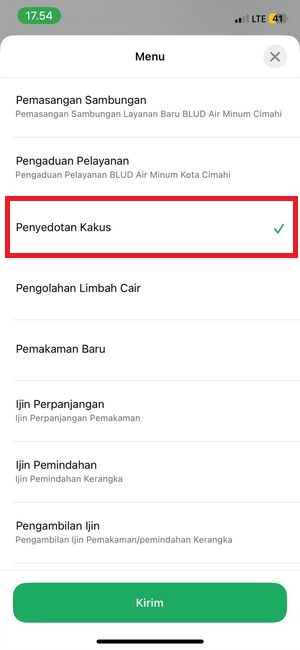 17.54
LTE 41
Menu
Pemasangan Sambungan
Pemasangan Sambungan Layanan Baru BLUD Air Minum Cimahi
Pengaduan Pelayanan
Pengaduan Pelayanan BLUD Air Minum Kota Cimahi
Penyedotan Kakus
Pengolahan Limbah Cair
Pemakaman Baru
Ijin Perpanjangan
Ijin Perpanjangan Pemakaman
Ijin Pemindahan
Ijin Pemindahan Kerangka
Pengambilan Ijin
Pengambilan Ijin Pemakaman/pemindahan Kerangka
Kirim